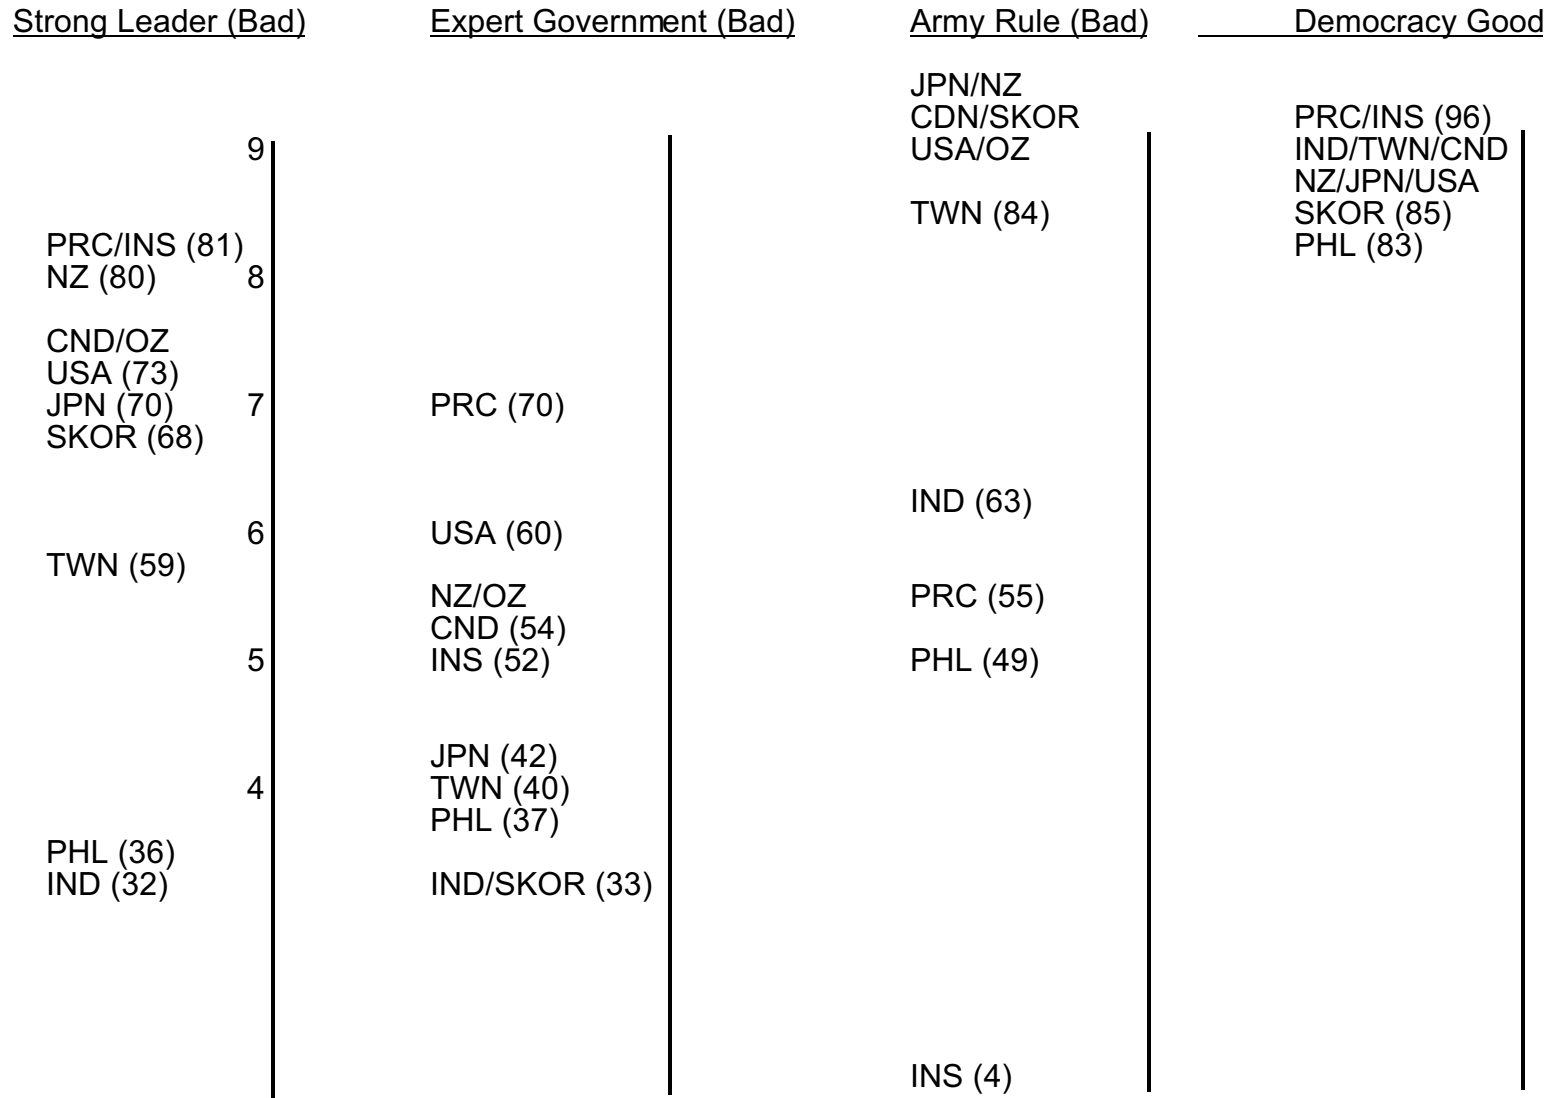 Strong Leader (Bad) Expert Government (Bad) Army Rule (Bad) Democracy Good
JPN/NZ
CDN/SKOR PRC/INS (96)
9 USA/OZ IND/TWN/CND
NZ/JPN/USA
TWN (84) SKOR (85)
PRC/INS (81) PHL (83)
NZ (80) 8
CND/OZ
USA (73)
JPN (70) 7 PRC (70)
SKOR (68)
IND (63)
6 USA (60)
TWN (59)
NZ/OZ PRC (55)
CND (54)
5 INS (52) PHL (49)
JPN (42)
4 TWN (40)
PHL (37)
PHL (36)
IND (32) IND/SKOR (33)
INS (4)